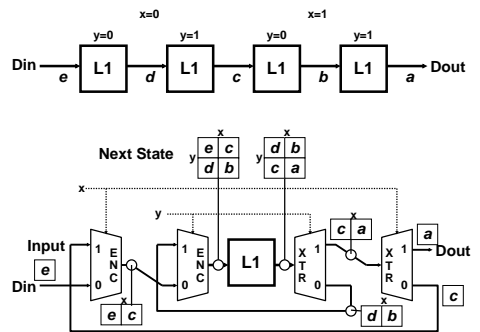 x=0 x=1
y=0 y=1 y=0 y=1
Din L1 L1 L1 L1 Dout
e d c b a
x x
Next State y e c y d b
d b c a
x
y x
c a a
Input 1 1 1 1 Dout
e ENC ENC L1 XTR XTR
Din 0 0 0 0 c
x x
e c d b